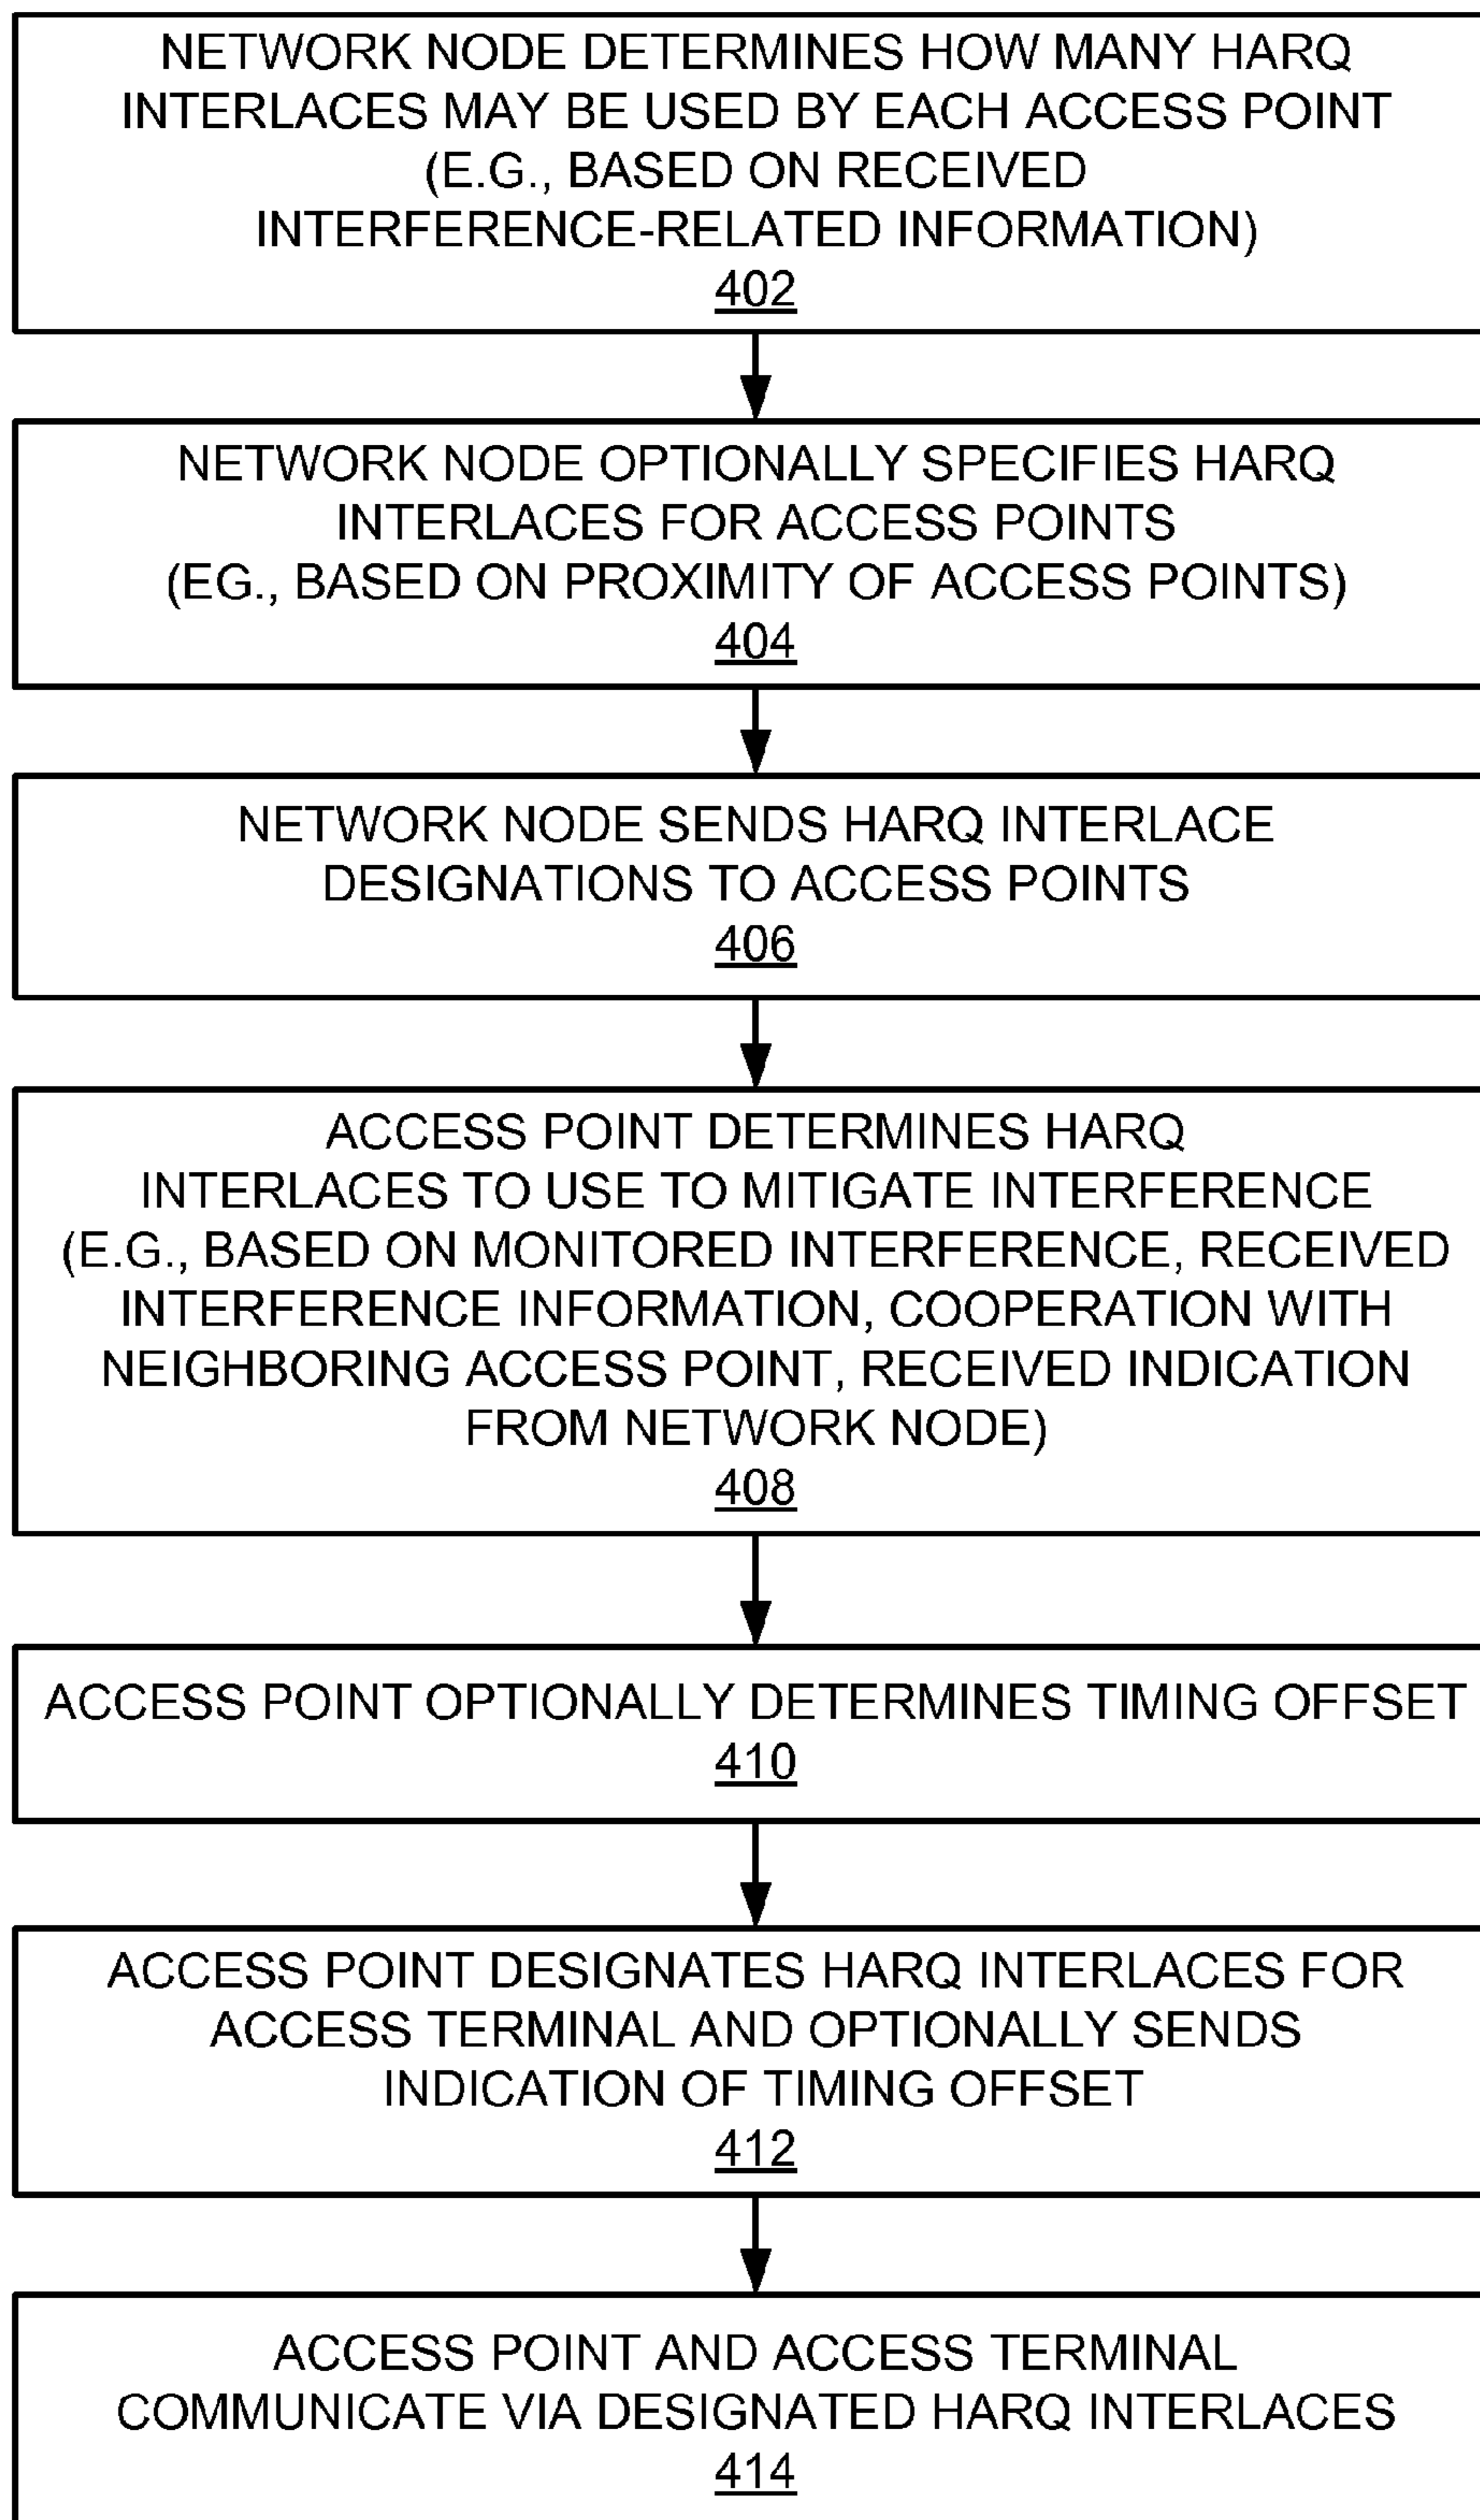 NETWORK NODE DETERMINES HOW MANY HARQ
INTERLACES MAY BE USED BY EACH ACCESS POINT
(E.G., BASED ON RECEIVED
INTERFERENCE-RELATED INFORMATION)
402
NETWORK NODE OPTIONALLY SPECIFIES HARQ
INTERLACES FOR ACCESS POINTS
(EG., BASED ON PROXIMITY OF ACCESS POINTS)
404
NETWORK NODE SENDS HARQ INTERLACE
DESIGNATIONS TO ACCESS POINTS
406
ACCESS POINT DETERMINES HARQ
INTERLACES TO USE TO MITIGATE INTERFERENCE
(E.G., BASED ON MONITORED INTERFERENCE, RECEIVED
INTERFERENCE INFORMATION, COOPERATION WITH
NEIGHBORING ACCESS POINT, RECEIVED INDICATION
FROM NETWORK NODE)
408
ACCESS POINT OPTIONALLY DETERMINES TIMING OFFSET
410
ACCESS POINT DESIGNATES HARQ INTERLACES FOR
ACCESS TERMINAL AND OPTIONALLY SENDS
INDICATION OF TIMING OFFSET
412
ACCESS POINT AND ACCESS TERMINAL
COMMUNICATE VIA DESIGNATED HARQ INTERLACES
414